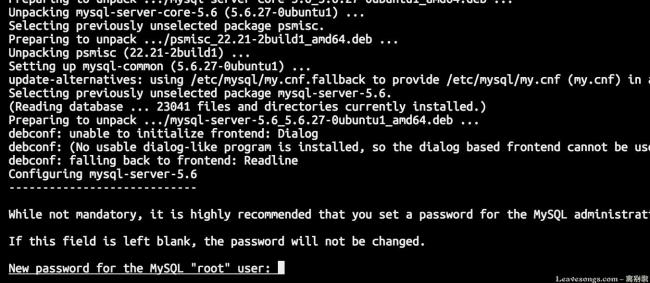 Preparing to unpack .../mysql-server-core-5.6_5.6.27-0ubuntu1_amd64.deb ...
Unpacking mysql-server-core-5.6 (5.6.27-0ubuntu1) ...
Selecting previously unselected package psmisc.
Preparing to unpack .../psmisc_22.21-2build1_amd64.deb ...
Unpacking psmisc (22.21-2build1) ...
Setting up mysql-common (5.6.27-0ubuntu1) ...
update-alternatives: using /etc/mysql/my.cnf.fallback to provide /etc/mysql/my.cnf (my.cnf) in a
Selecting previously unselected package mysql-server-5.6.
(Reading database ... 23041 files and directories currently installed.)
Preparing to unpack .../mysql-server-5.6_5.6.27-0ubuntu1_amd64.deb ...
debconf: unable to initialize frontend: Dialog
debconf: (No usable dialog-like program is installed, so the dialog based frontend cannot be use
debconf: falling back to frontend: Readline
Configuring mysql-server-5.6
----------------------------
While not mandatory, it is highly recommended that you set a password for the MySQL administrat
If this field is left blank, the password will not be changed.
New password for the MySQL "root" user:
Leavesongs.com -